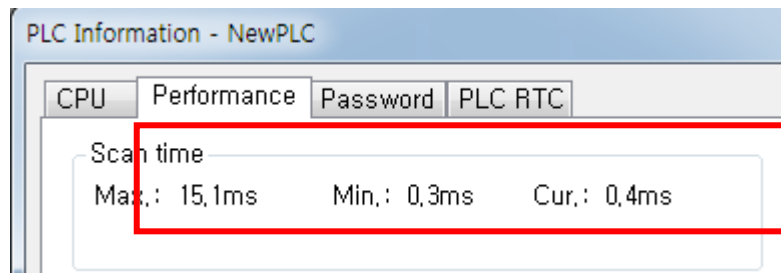 PLC Information - NewPLC
CPU Performance Password PLC RTC
Scan time
Max,: 15,1ms Min,: 0,3ms Cur,: 0,4ms